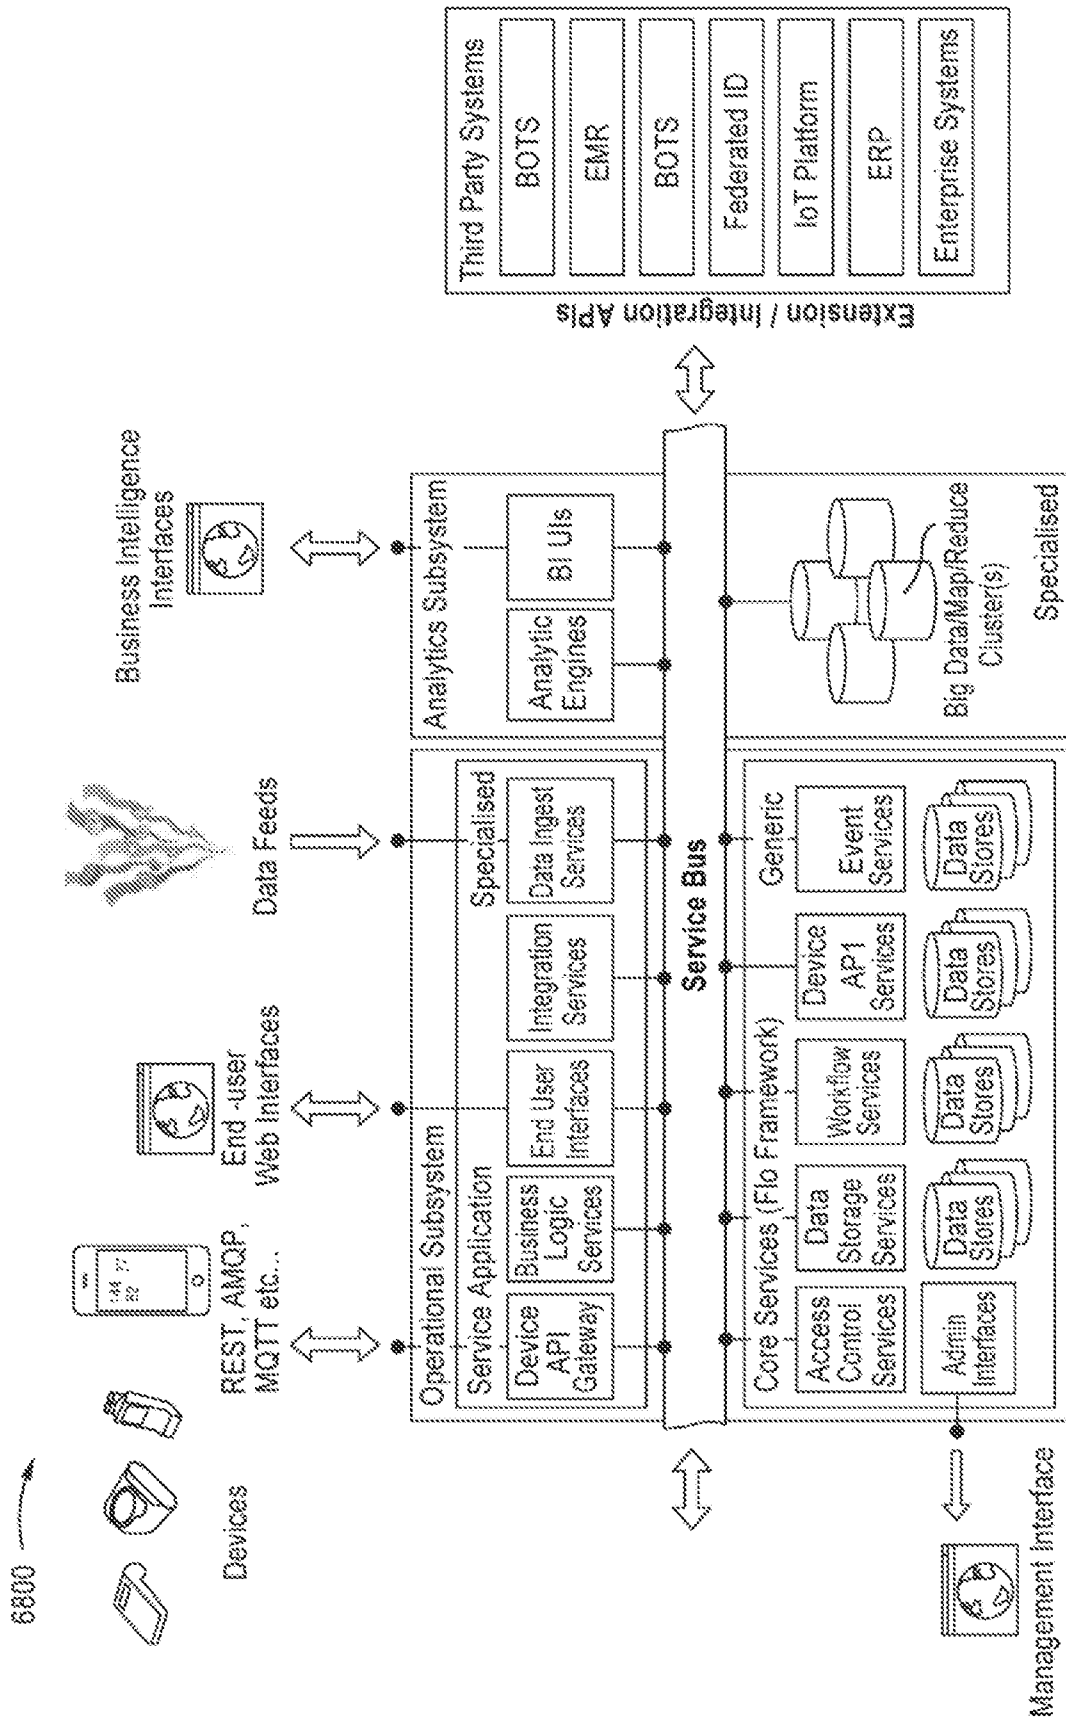 6800
Devices
REST, AMQP,
MQTT etc...
End -user
Web Interfaces
Data Feeds
Business Intelligence
Interfaces
Operational Subsystem
Service Application
Specialised
Device
API
Gateway
Business
Logic
Services
End User
Interfaces
Integration
Services
Data Ingest
Services
Analytics Subsystem
Analytic
Engines
BI UIs
Service Bus
Core Services (Flo Framework)
Generic
Access
Control
Services
Data
Storage
Services
Workflow
Services
Device
AP1
Services
Event
Services
Admin
Interfaces
Data
Stores
Data
Stores
Data
Stores
Data
Stores
Big Data/Map/Reduce
Cluster(s)
Specialised
Management Interface
Extension / Integration APIs
Third Party Systems
BOTS
EMR
BOTS
Federated ID
IoT Platform
ERP
Enterprise Systems